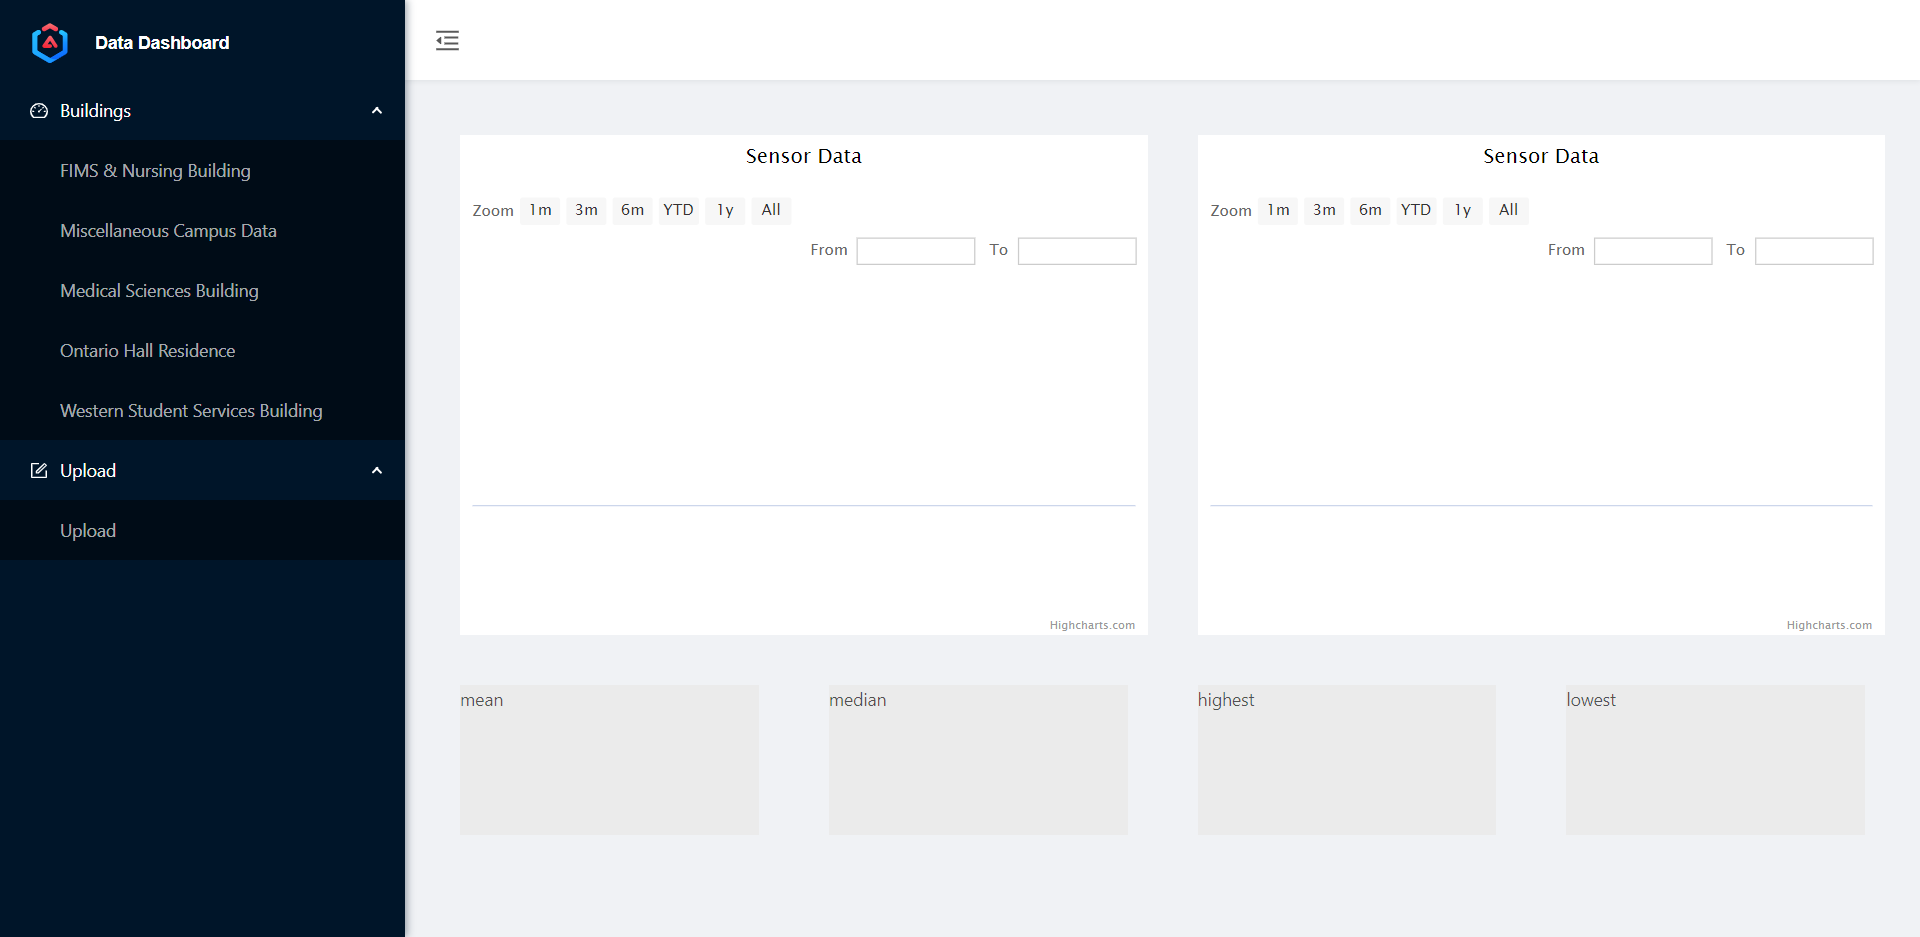 Data Dashboard
Buildings
FIMS & Nursing Building
Miscellaneous Campus Data
Medical Sciences Building
Ontario Hall Residence
Western Student Services Building
Upload
Upload
Sensor Data
Zoom 1m 3m 6m YTD 1y All
From To
Highcharts.com
Sensor Data
Zoom 1m 3m 6m YTD 1y All
From To
Highcharts.com
mean
median
highest
lowest